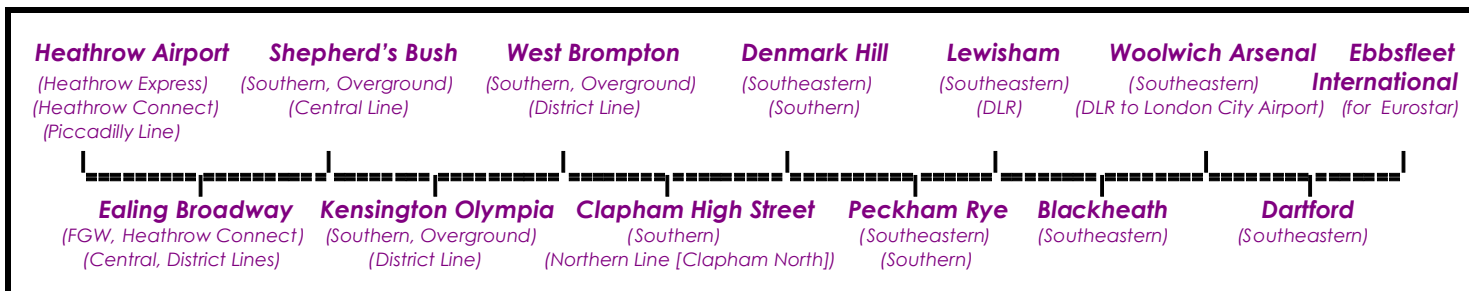 Heathrow Airport
(Heathrow Express)
(Heathrow Connect)
(Piccadilly Line)
Shepherd's Bush
(Southern, Overground)
(Central Line)
West Brompton
(Southern, Overground)
(District Line)
Denmark Hill
(Southeastern)
(Southern)
Lewisham
(Southeastern)
(DLR)
Woolwich Arsenal
(Southeastern)
(DLR to London City Airport)
Ebbsfleet
International
(for Eurostar)
Ealing Broadway
(FGW, Heathrow Connect)
(Central, District Lines)
Kensington Olympia
(Southern, Overground)
(District Line)
Clapham High Street
(Southern)
(Northern Line [Clapham North])
Peckham Rye
(Southeastern)
(Southern)
Blackheath
(Southeastern)
Dartford
(Southeastern)